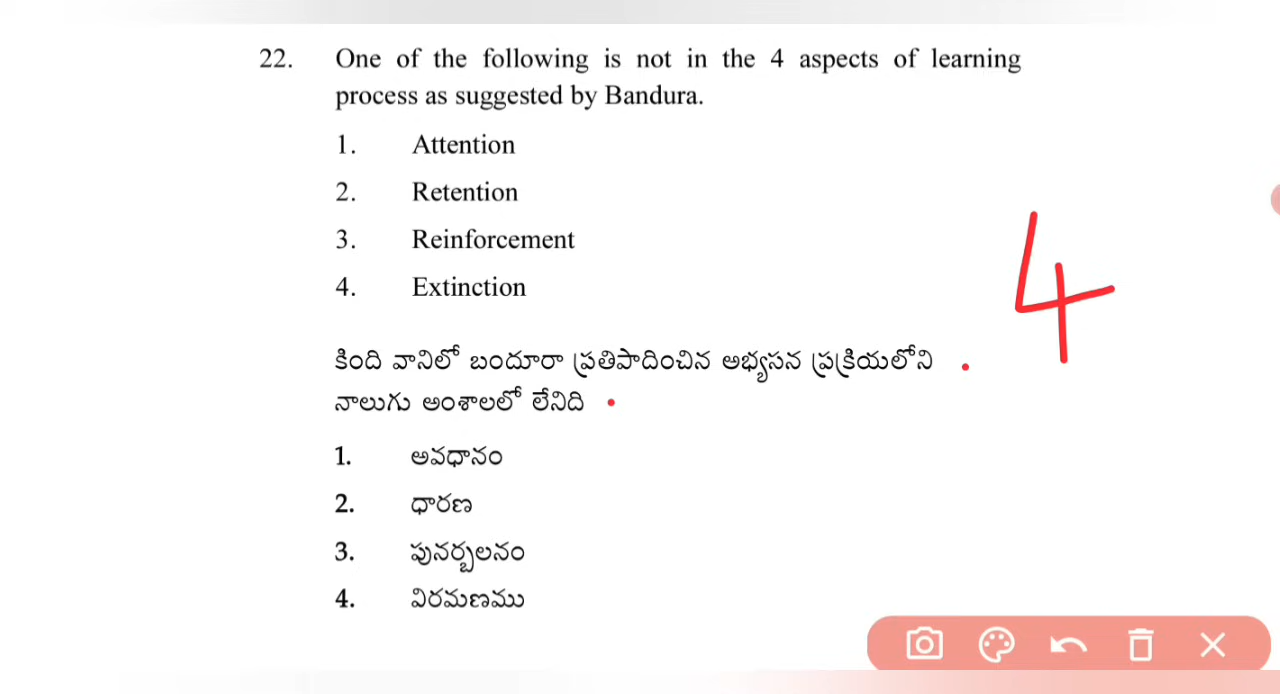 22. One of the following is not in the 4 aspects of learning
process as suggested by Bandura.
1. Attention
2. Retention
3. Reinforcement
4. Extinction
4
కింది వానిలో బందూరా ప్రతిపాదించిన అభ్యసన ప్రక్రియలోని
నాలుగు అంశాలలో లేనిది
1. అవధానం
2. ధారణ
3. పునర్బలనం
4. విరమణము